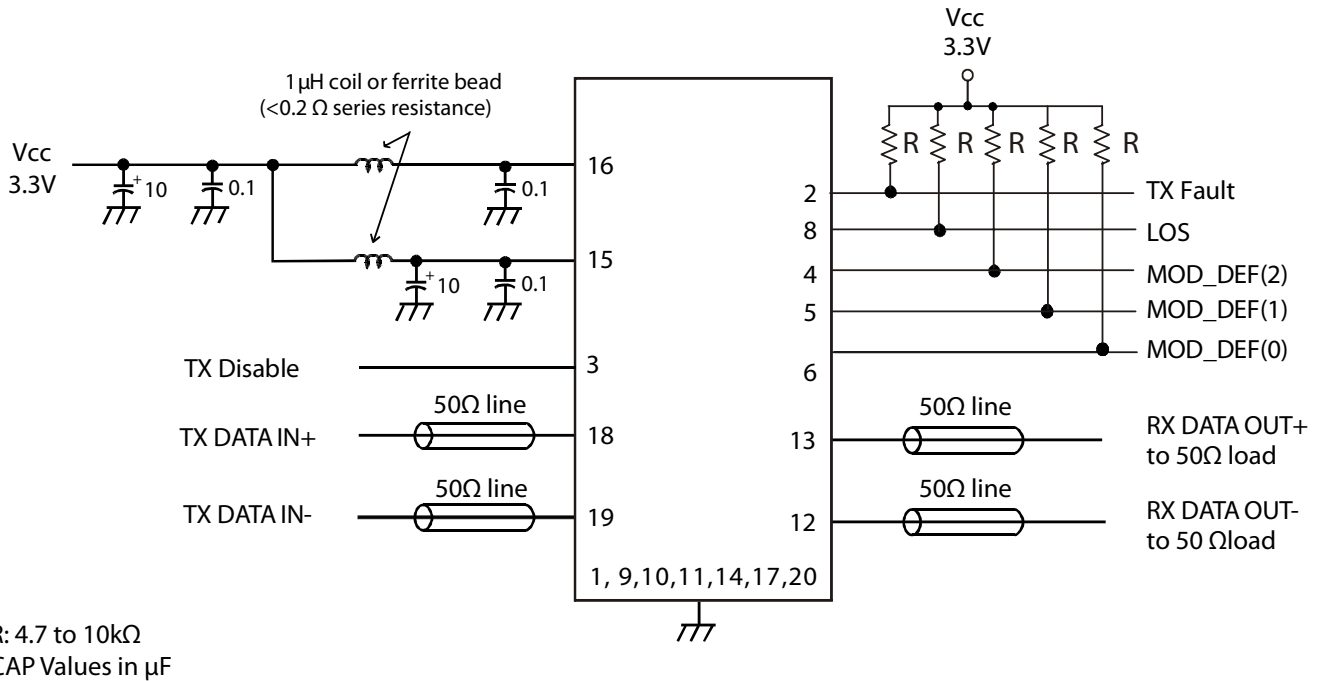 Vcc
3.3V
1μH coil or ferrite bead
(<0.2 Ω series resistance)
Vcc
3.3V
+
10
0.1
0.1
16
+
10
0.1
15
R
R
R
R
R
2
TX Fault
8
LOS
4
MOD_DEF(2)
5
MOD_DEF(1)
6
MOD_DEF(0)
TX Disable
3
50Ω line
TX DATA IN+
18
50Ω line
TX DATA IN-
19
50Ω line
13
RX DATA OUT+
to 50Ω load
50Ω line
12
RX DATA OUT-
to 50 Ωload
1, 9,10,11,14,17,20
R: 4.7 to 10kΩ
CAP Values in μF